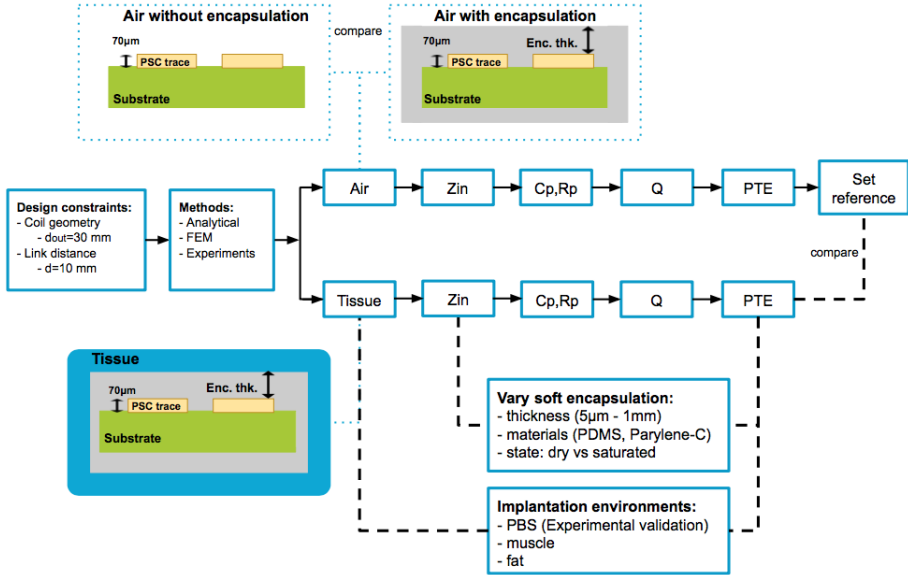 Air without encapsulation
70µm
PSC trace
Substrate
compare
Air with encapsulation
70µm
Enc. thk.
PSC trace
Substrate
Design constraints:
- Coil geometry
- dout=30 mm
- Link distance
- d=10 mm
Methods:
- Analytical
- FEM
- Experiments
Air
Zin
Cp,Rp
Q
PTE
Set
reference
compare
Tissue
Zin
Cp,Rp
Q
PTE
Tissue
70µm
Enc. thk.
PSC trace
Substrate
Vary soft encapsulation:
- thickness (5µm - 1mm)
- materials (PDMS, Parylene-C)
- state: dry vs saturated
Implantation environments:
- PBS (Experimental validation)
- muscle
- fat